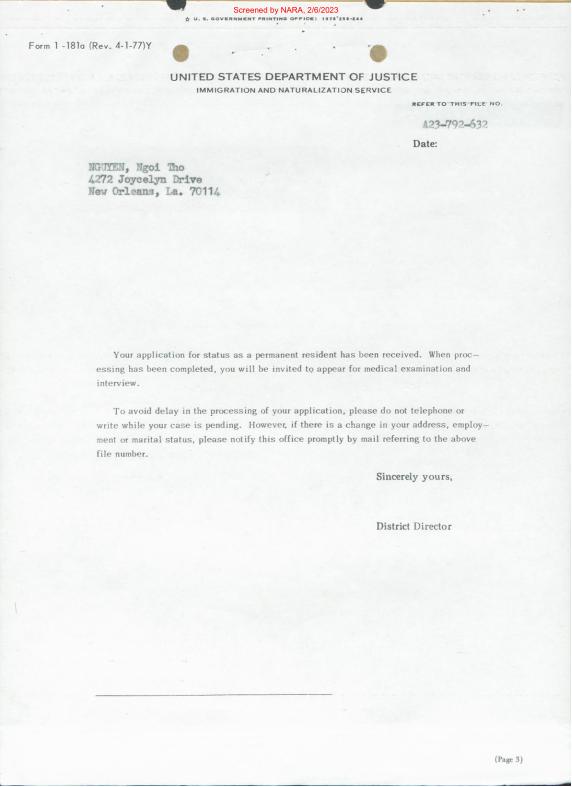 Screened by NARA, 2/6/2023
☆ U. S. GOVERNMENT PRINTING OFFICE: 1978
Form I -181a (Rev. 4-1-77)Y
UNITED STATES DEPARTMENT OF JUSTICE
IMMIGRATION AND NATURALIZATION SERVICE
REFER TO THIS FILE NO.
A23-792-632
Date:
NGUYEN, Ngoi Tho
4272 Joycelyn Drive
New Orleans, La. 70114
Your application for status as a permanent resident has been received. When proc-
essing has been completed, you will be invited to appear for medical examination and
interview.
To avoid delay in the processing of your application, please do not telephone or
write while your case is pending. However, if there is a change in your address, employ-
ment or marital status, please notify this office promptly by mail referring to the above
file number.
Sincerely yours,
District Director
(Page 3)